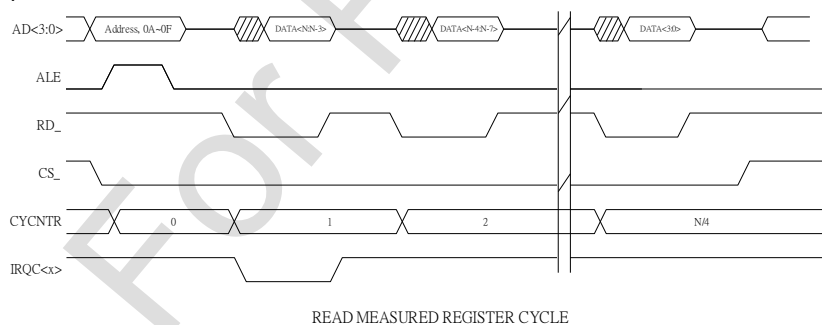 AD<3:0> Address, 0A~0F DATA<N:N-3> DATA<N-4:N-7> DATA<3:0>
ALE
RD_
CS_
CYCNTR 0 1 2 N/4
IRQC<x>
READ MEASURED REGISTER CYCLE